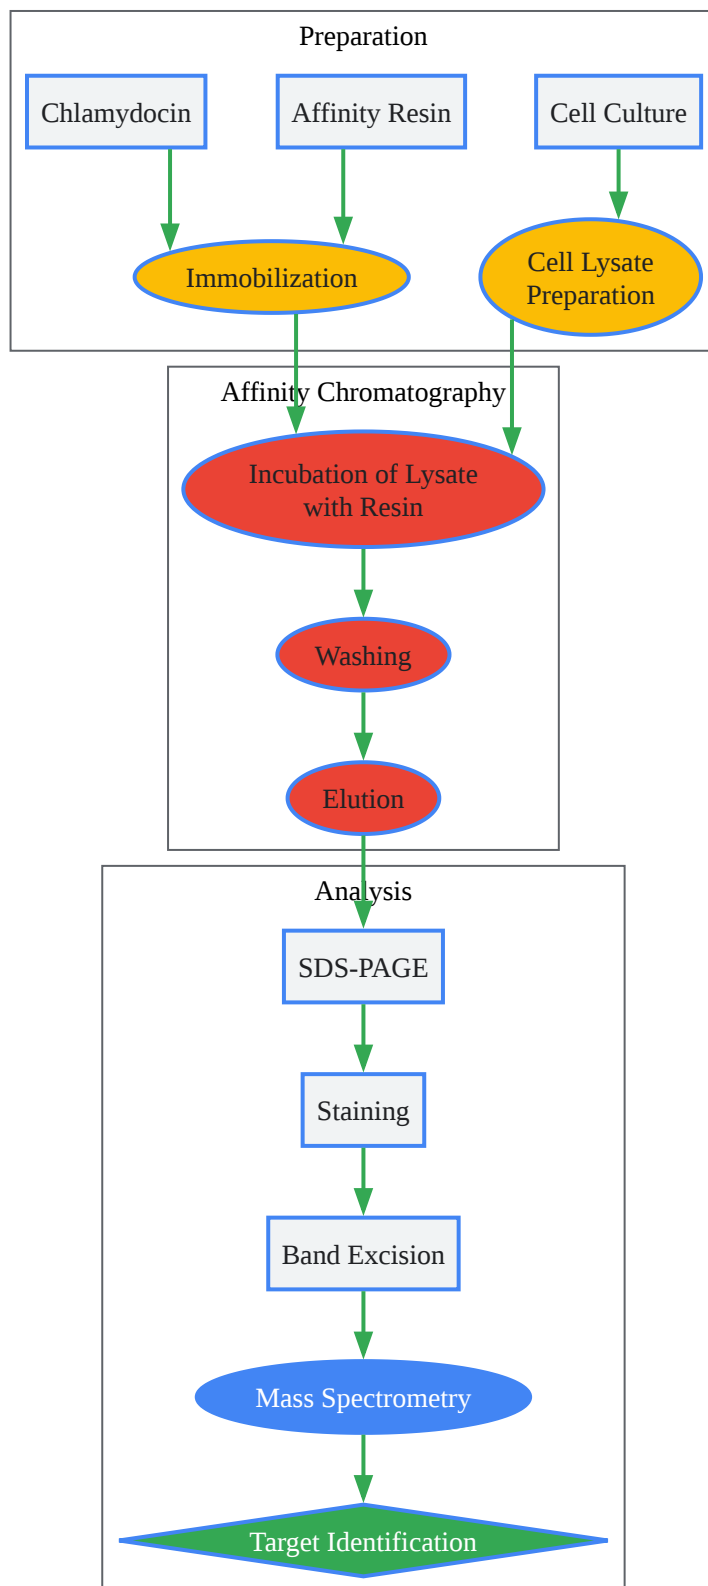 Preparation
Chlamydocin
Affinity Resin
Cell Culture
Immobilization
Cell Lysate
Preparation
Affinity Chromatography
Incubation of Lysate
with Resin
Washing
Elution
Analysis
SDS-PAGE
Staining
Band Excision
Mass Spectrometry
Target Identification